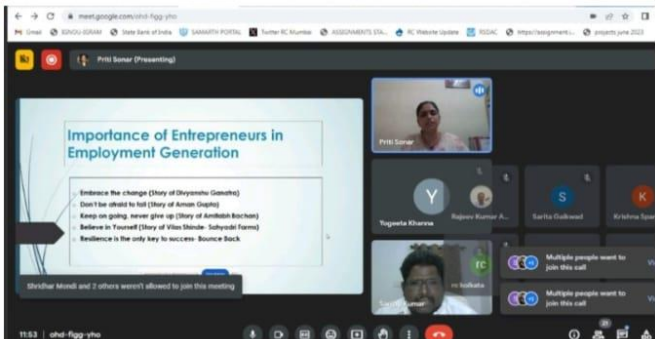 meet.google.com/ohd-figg-yho
Gmail IGNOU-IGRAM State Bank of India SAMARTH PORTAL Twitter RC Mumbai ASSIGNMENTS STA... RC Website Update RSDAC https://assignment... projects june 2023
Priti Sonar (Presenting)
Importance of Entrepreneurs in
Employment Generation
Embrace the change (Story of Divyanshu Ganatra)
Don't be afraid to fail (Story of Aman Gupta)
Keep on going, never give up (Story of Amitabh Bachan)
Believe in Yourself (Story of Vilas Shinde- Sahyadri Farms)
Resilience is the only key to success- Bounce Back
Shridhar Mondi and 2 others weren't allowed to join this meeting
Priti Sonar
Y
Yogeeta Khanna
Rajeev Kumar A...
S
Sarita Gaikwad
K
Krishna
rc
rc kolkata
Kumar
Multiple people want to
join this call
Multiple people want to
join this call
11:53 | ohd-figg-yho